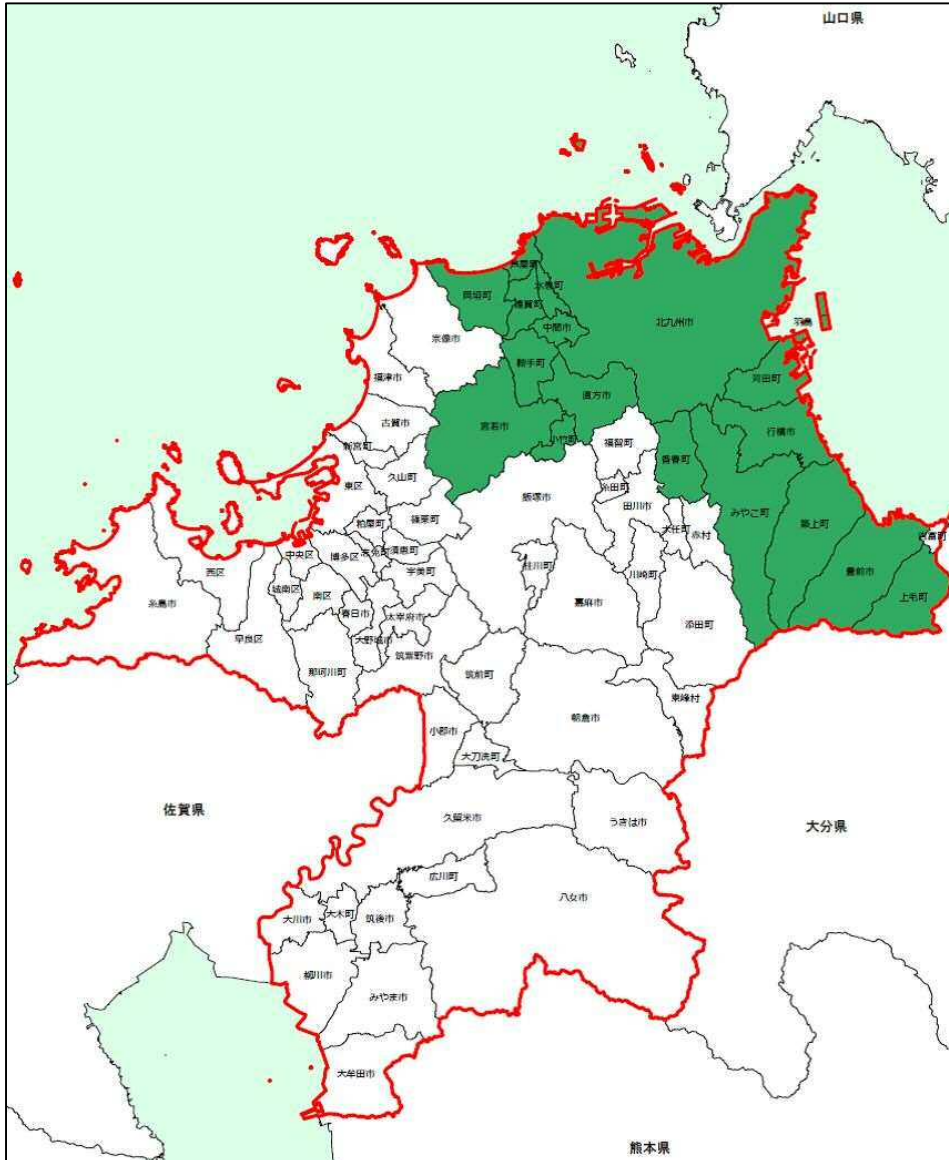 山口県
芦屋町
水巻町
岡垣町
遠賀町
中間市
北九州市
羽島
宗像市
鞍手町
苅田町
福津市
直方市
行橋市
古賀市
宮若市
小竹町
新宮町
福智町
香春町
久山町
東区
飯塚市
糸田町
田川市
みやこ町
篠栗町
粕屋町
大任町
赤村
築上町
吉富町
中央区
博多区
志免町
須恵町
西区
宇美町
桂川町
川崎町
豊前市
城南区
南区
嘉麻市
上毛町
糸島市
春日市
太宰府市
添田町
早良区
大野城市
筑紫野市
那珂川町
筑前町
東峰村
朝倉市
小郡市
大刀洗町
佐賀県
久留米市
うきは市
大分県
広川町
八女市
大川市
大木町
筑後市
柳川市
みやま市
大牟田市
熊本県